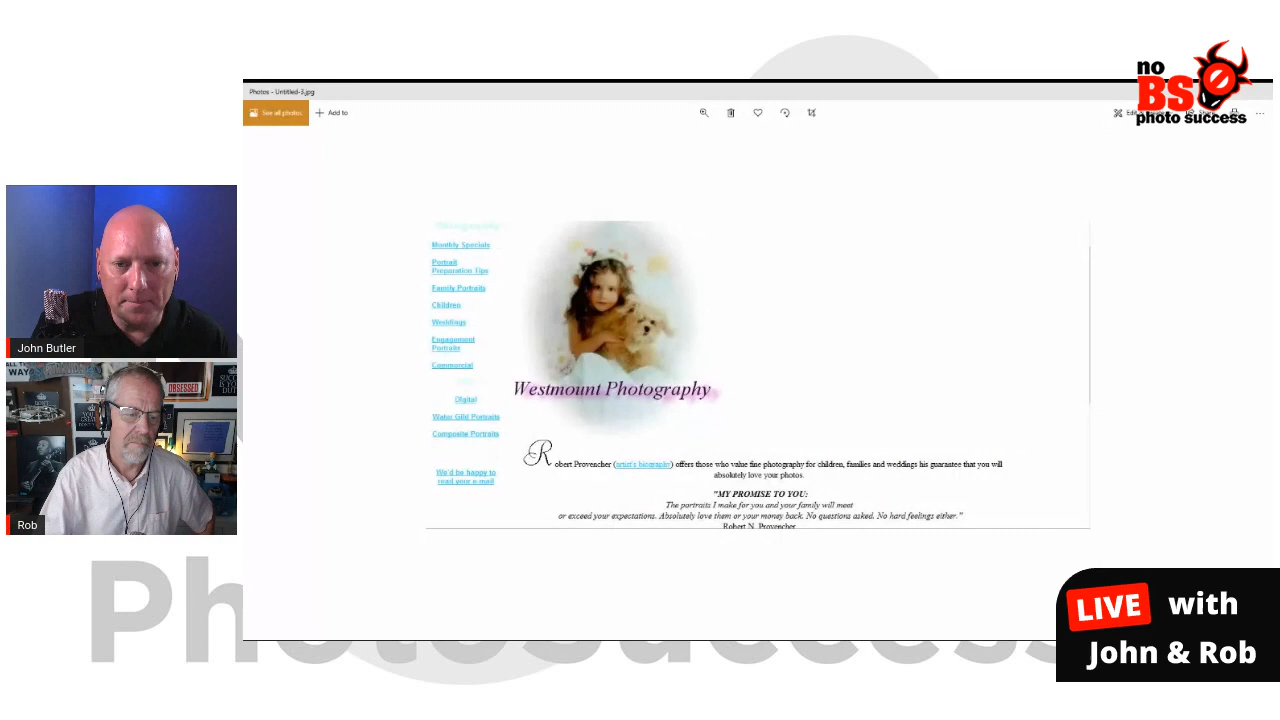 no
BS
photo success
Photos - Untitled-3.jpg
See all photos
Add to
Monthly Specials
Portrait
Preparation Tips
Family Portraits
Children
Weddings
Engagement
Portraits
Commercial
Digital
Water Gild Portraits
Composite Portraits
We'd be happy to
read your e-mail
Westmount Photography
Robert Provencher (artist's biography) offers those who value fine photography for children, families and weddings his guarantee that you will
absolutely love your photos.
"MY PROMISE TO YOU:
The portraits I make for you and your family will meet
or exceed your expectations. Absolutely love them or your money back. No questions asked. No hard feelings either."
Robert N. Provencher
John Butler
OBSESSED
Rob
PhotoSuccess
LIVE with
John & Rob